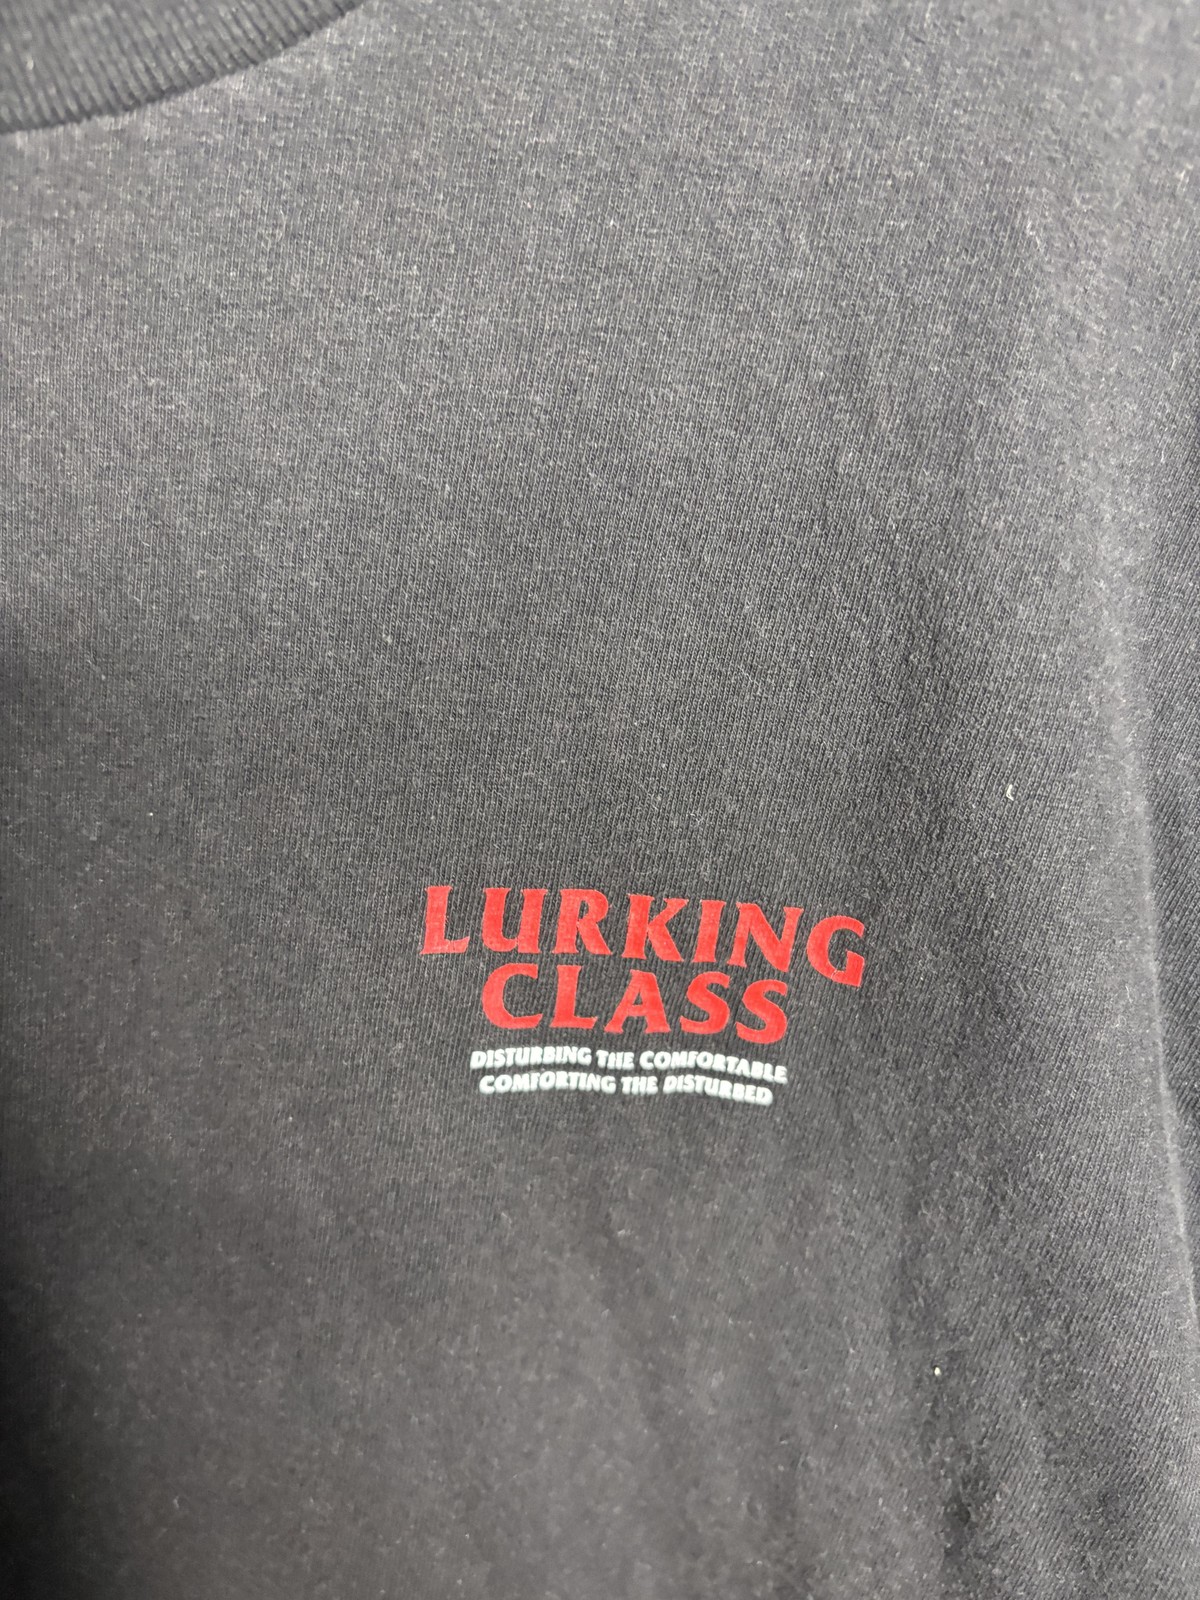 LURKING
CLASS
DISTURBING THE COMFORTABLE
COMFORTING THE DISTURBED